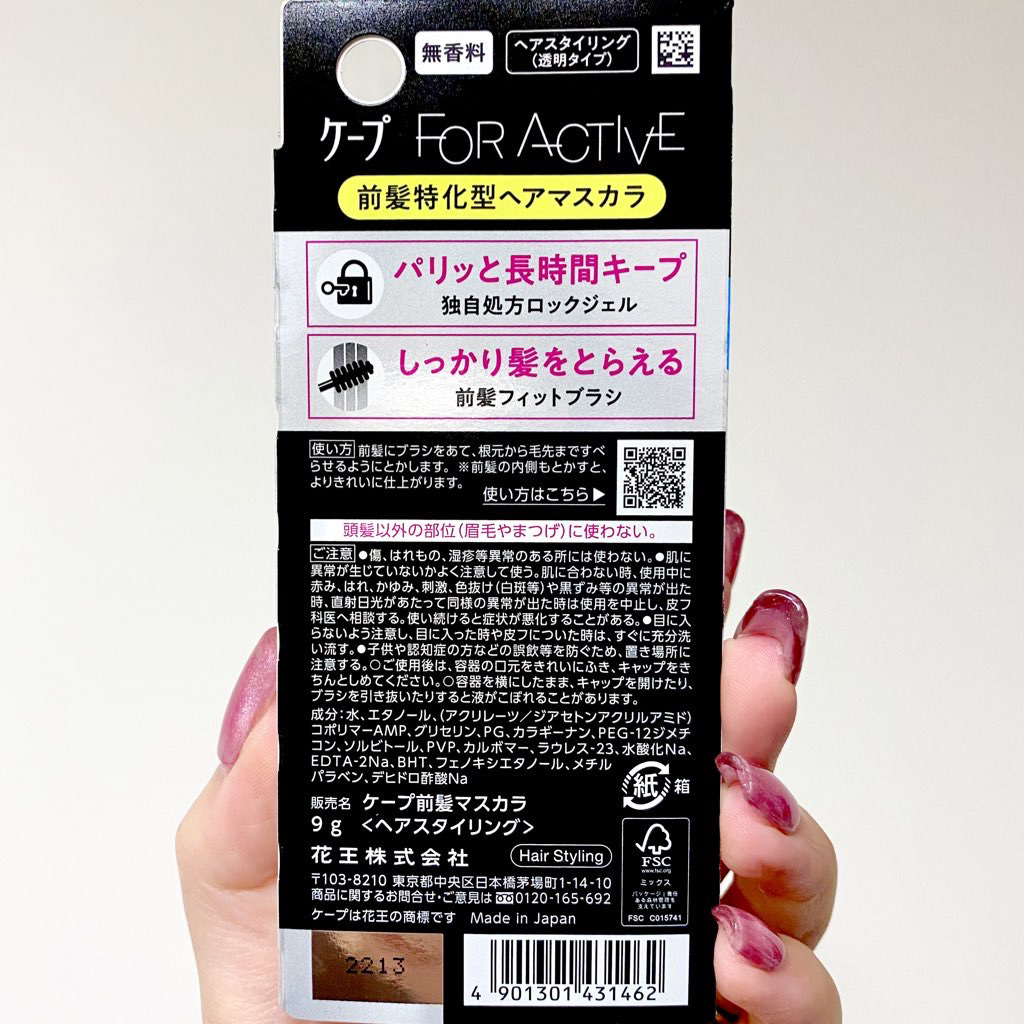 無香料
ヘアスタイリング
(透明タイプ)
ケープ FOR ACTIVE
前髪特化型ヘアマスカラ
パリッと長時間キープ
独自処方ロックジェル
しっかり髪をとらえる
前髪フィットブラシ
使い方 前髪にブラシをあて、根元から毛先まですべ
らせるようにとかします。※前髪の内側もとかすと、
よりきれいに仕上がります。
使い方はこちら▶
頭髪以外の部位(眉毛やまつげ)に使わない。
ご注意 ●傷、はれもの、湿疹等異常のある所には使わない。●肌に
異常が生じていないかよく注意して使う。肌に合わない時、使用中に
赤み、はれ、かゆみ、刺激、色抜け(白斑等)や黒ずみ等の異常が出た
時、直射日光があたって同様の異常が出た時は使用を中止し、皮フ
科医へ相談する。使い続けると症状が悪化することがある。●目に入
らないよう注意し、目に入った時や皮フについた時は、すぐに充分洗
い流す。●子供や認知症の方などの誤飲等を防ぐため、置き場所に
注意する。○ご使用後は、容器の口元をきれいにふき、キャップをき
ちんとしめてください。○容器を横にしたまま、キャップを開けたり、
ブラシを引き抜いたりすると液がこぼれることがあります。
成分:水、エタノール、(アクリレーツ/ジアセトンアクリルアミド)
コポリマーAMP、グリセリン、PG、カラギーナン、PEG-12ジメチ
コン、ソルビトール、PVP、カルボマー、ラウレス-23、水酸化Na、
EDTA-2Na、BHT、フェノキシエタノール、メチル
パラベン、デヒドロ酢酸Na
紙 箱
販売名 ケープ前髪マスカラ
9g <ヘアスタイリング>
花王株式会社 Hair Styling
〒103-8210 東京都中央区日本橋茅場町1-14-10
商品に関するお問合せ・ご意見は 0120-165-692
ケープは花王の商標です Made in Japan
FSC
www.fsc.org
ミックス
パッケージ|責任
ある森林管理を
支えています
FSC C015741
2213
4 901301 431462